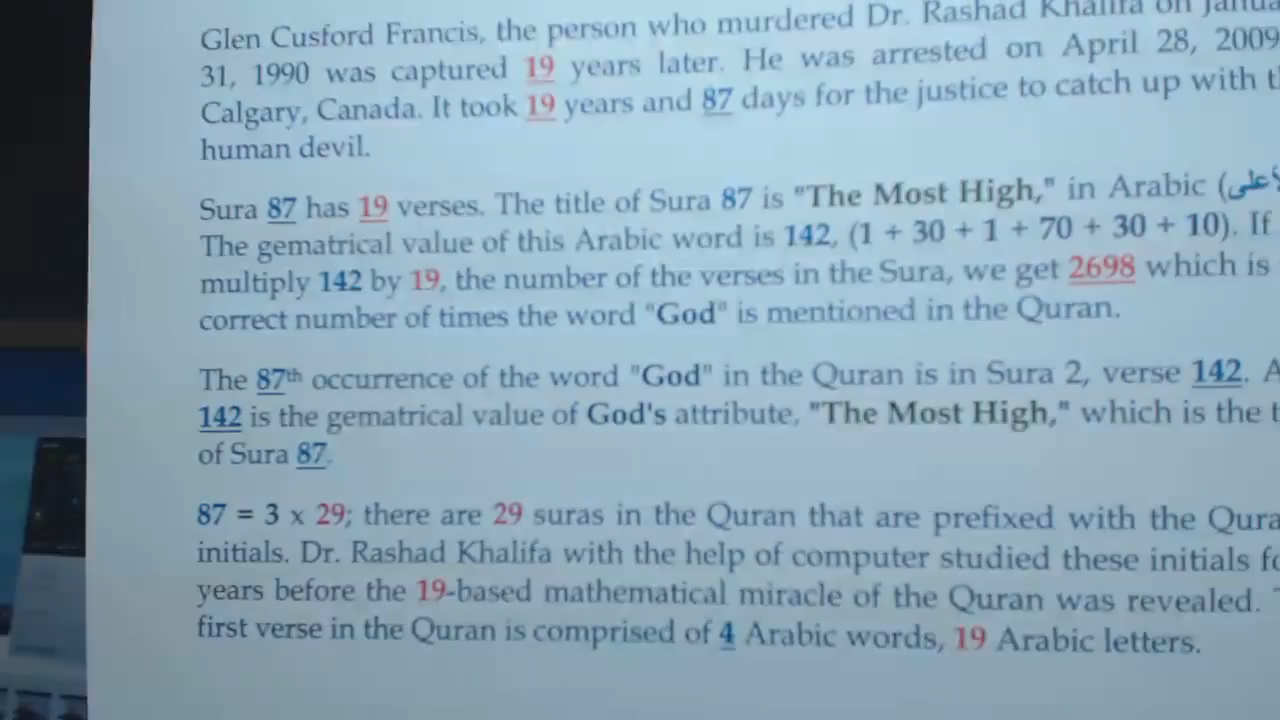 Glen Cusford Francis, the person who murdered Dr. Rashad Khalifa on
31, 1990 was captured 19 years later. He was arrested on April 28, 2009
Calgary, Canada. It took 19 years and 87 days for the justice to catch up with
human devil.
Sura 87 has 19 verses. The title of Sura 87 is "The Most High," in Arabic
The gematrical value of this Arabic word is 142, (1 + 30 + 1 + 70 + 30 + 10). If
multiply 142 by 19, the number of the verses in the Sura, we get 2698 which is
correct number of times the word "God" is mentioned in the Quran.
The 87th occurrence of the word "God" in the Quran is in Sura 2, verse 142.
142 is the gematrical value of God's attribute, "The Most High," which is the
of Sura 87.
87 = 3 x 29; there are 29 suras in the Quran that are prefixed with the
initials. Dr. Rashad Khalifa with the help of computer studied these initials
years before the 19-based mathematical miracle of the Quran was revealed.
first verse in the Quran is comprised of 4 Arabic words, 19 Arabic letters.